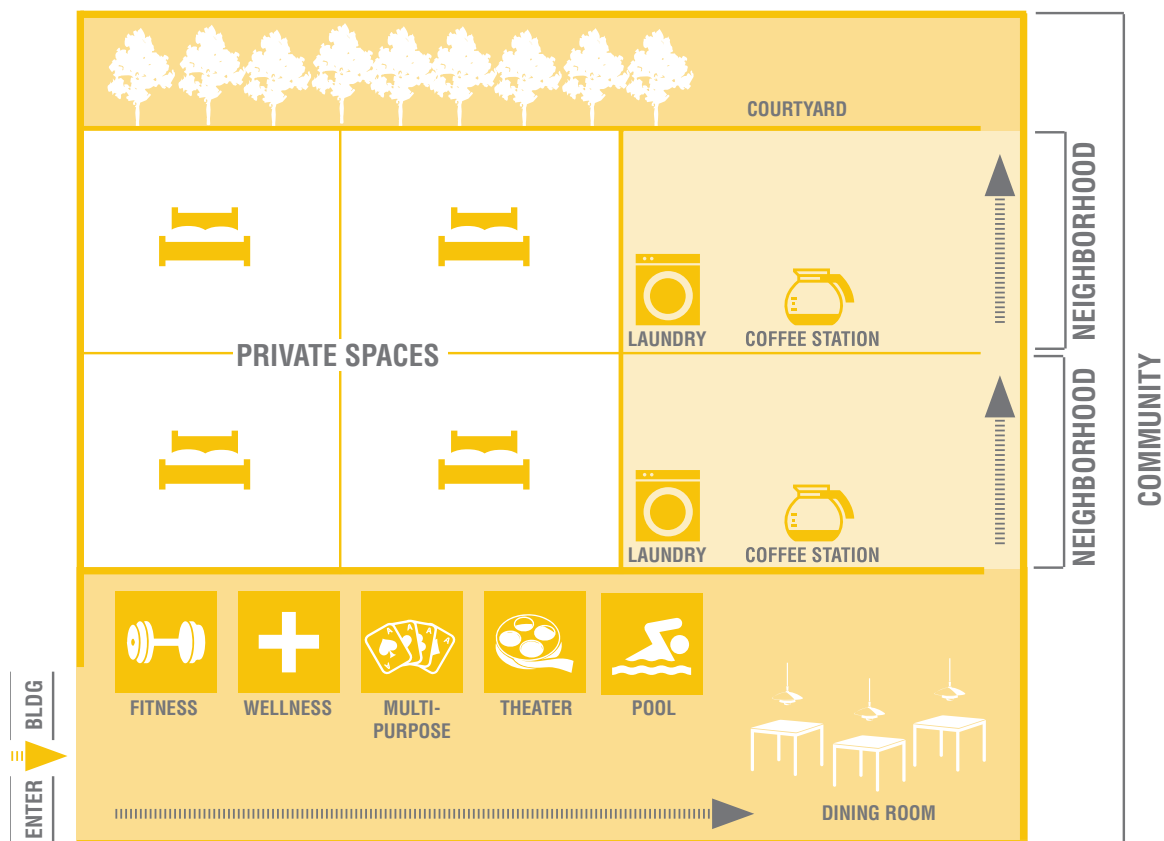 COURTYARD
NEIGHBORHOOD
LAUNDRY
COFFEE STATION
PRIVATE SPACES
COMMUNITY
NEIGHBORHOOD
LAUNDRY
COFFEE STATION
FITNESS
WELLNESS
MULTI-
PURPOSE
THEATER
POOL
ENTER BLDG
DINING ROOM